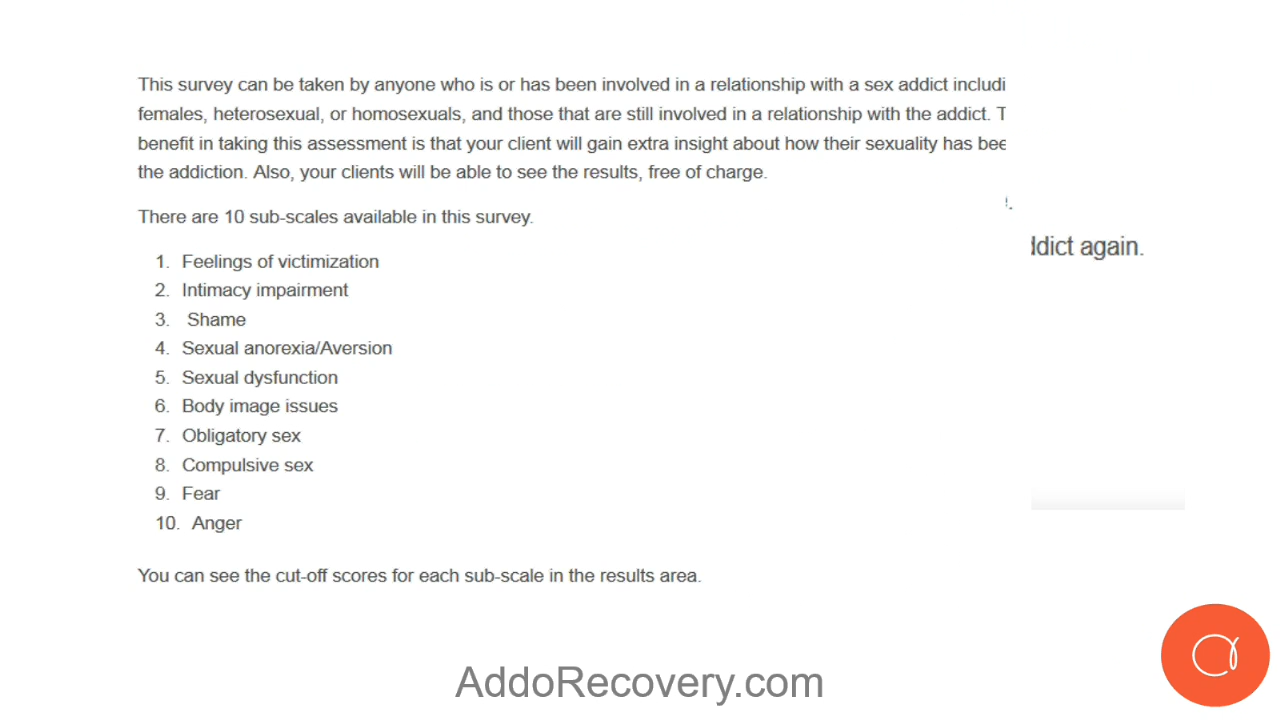 This survey can be taken by anyone who is or has been involved in a relationship with a sex addict includi
females, heterosexual, or homosexuals, and those that are still involved in a relationship with the addict. T
benefit in taking this assessment is that your client will gain extra insight about how their sexuality has bee
the addiction. Also, your clients will be able to see the results, free of charge.
There are 10 sub-scales available in this survey.
ddict again.
1. Feelings of victimization
2. Intimacy impairment
3. Shame
4. Sexual anorexia/Aversion
5. Sexual dysfunction
6. Body image issues
7. Obligatory sex
8. Compulsive sex
9. Fear
10. Anger
You can see the cut-off scores for each sub-scale in the results area.
AddoRecovery.com